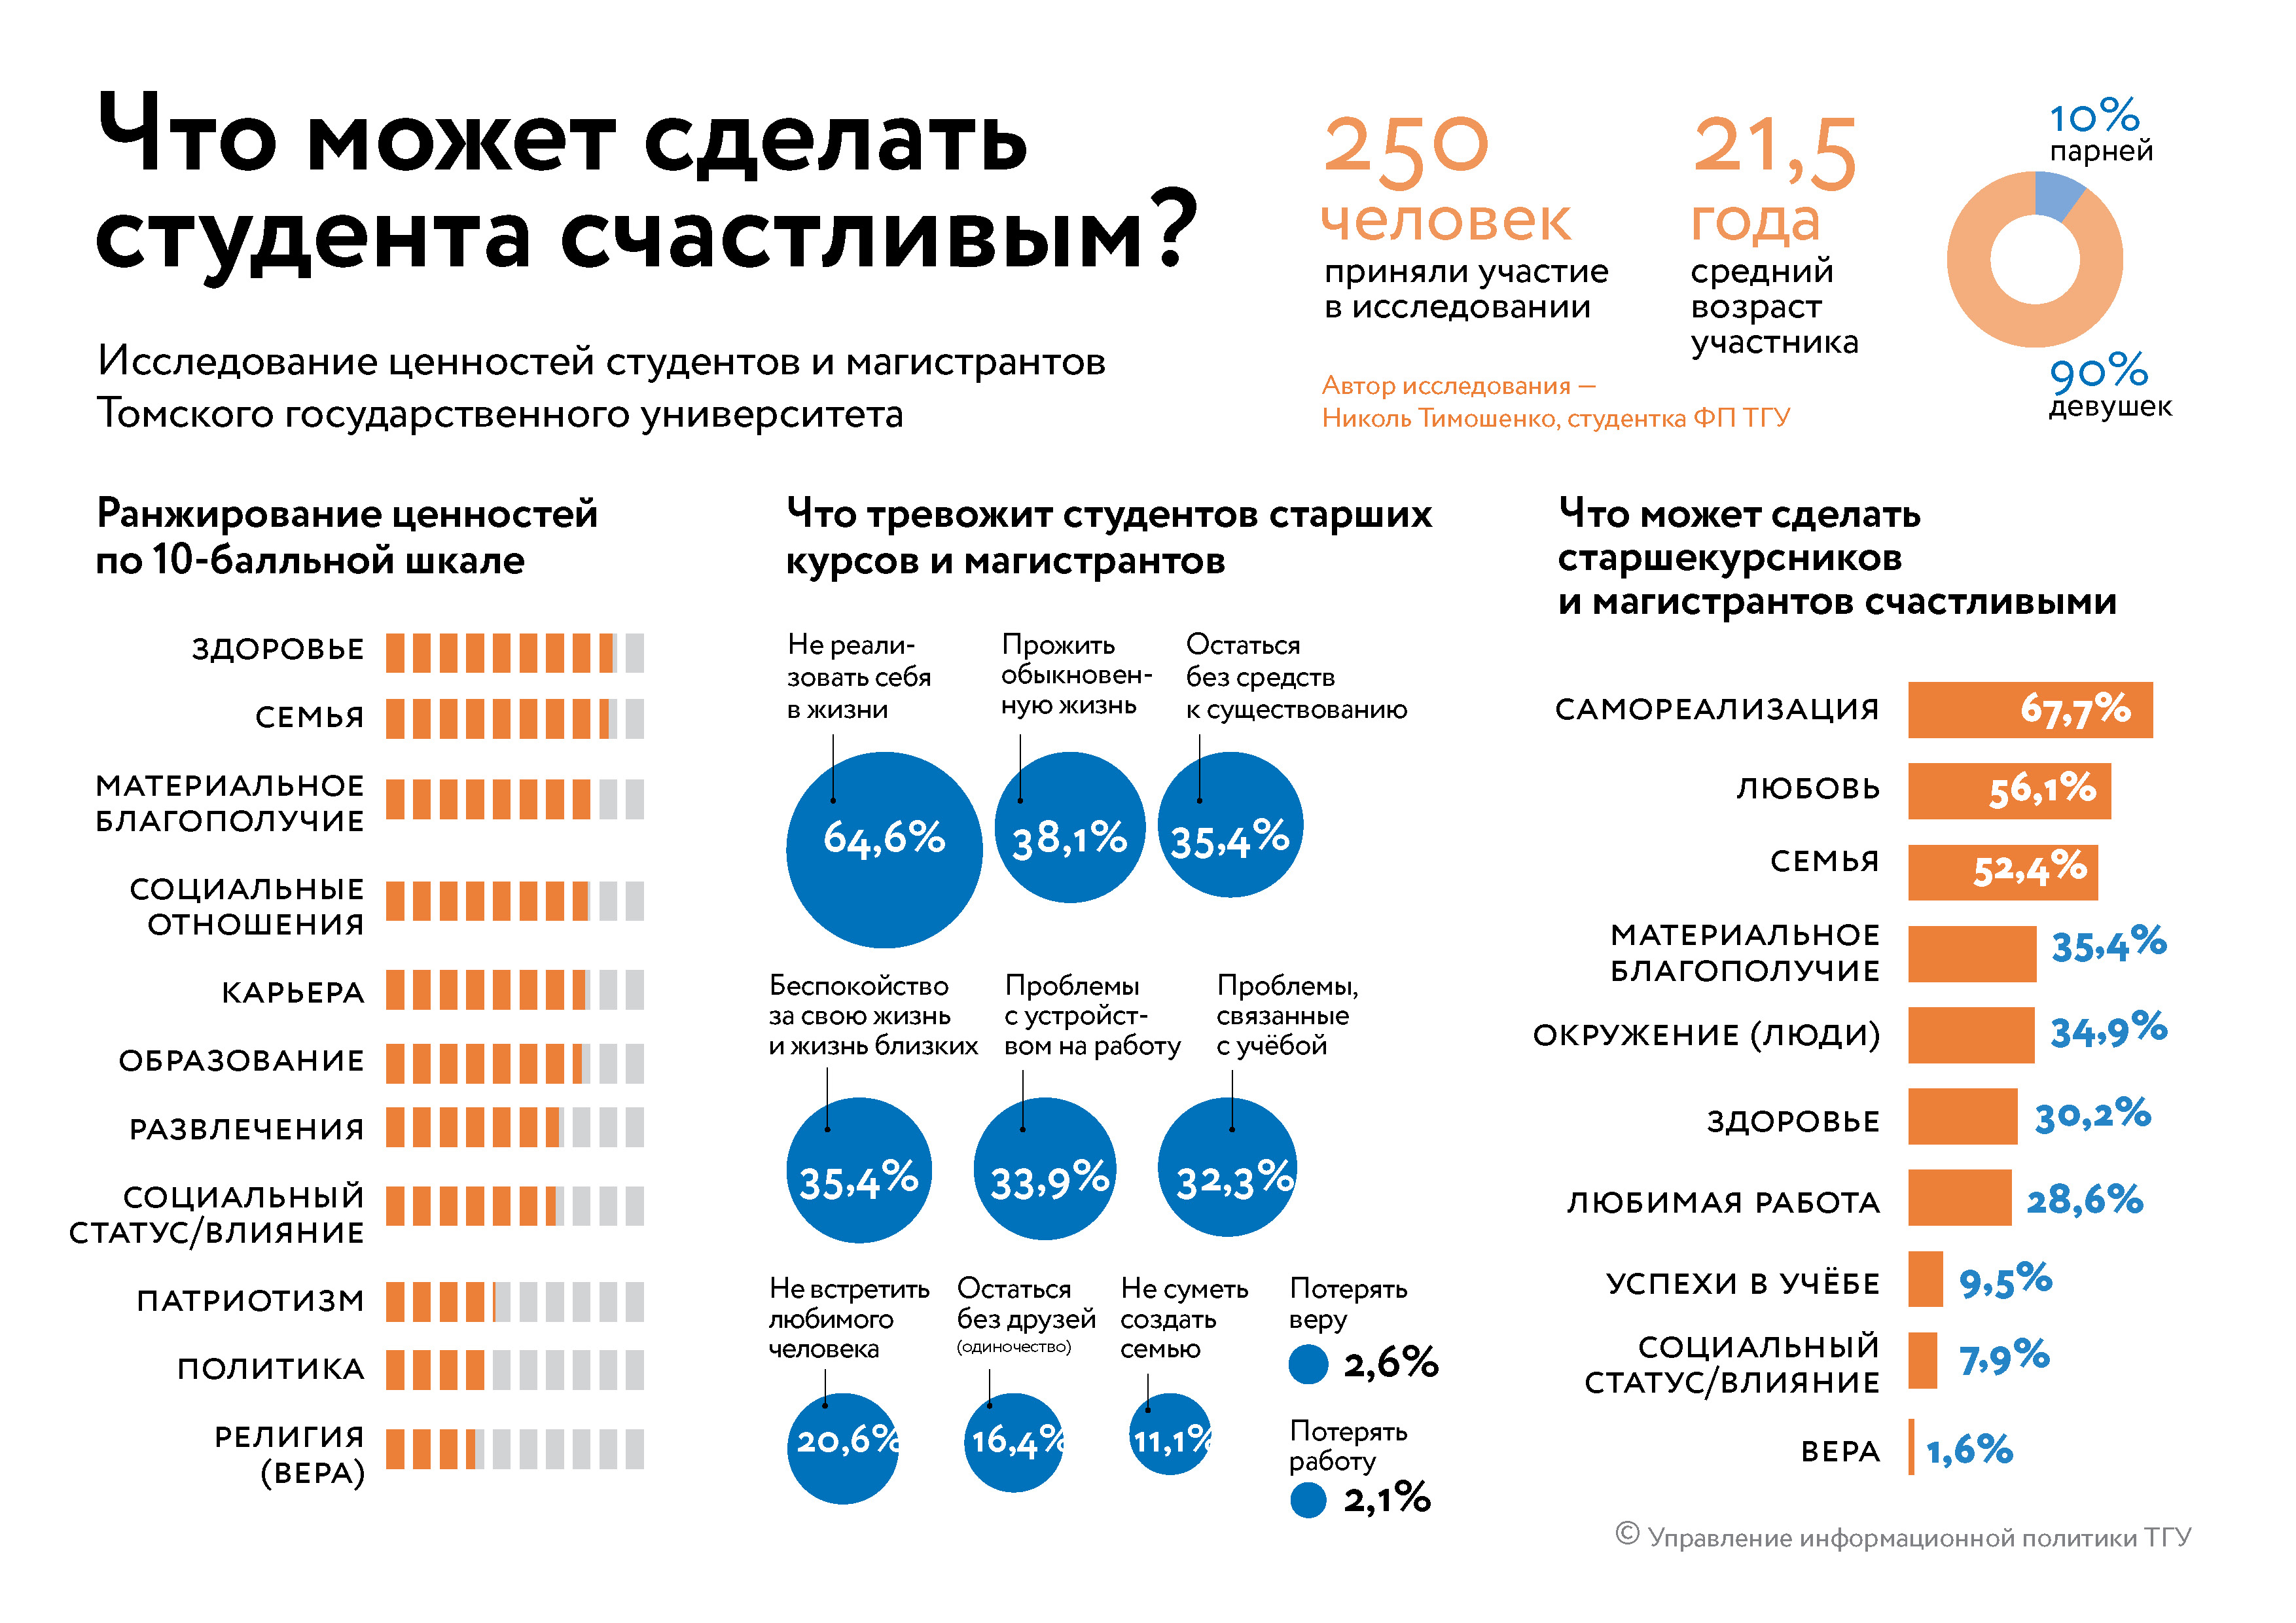 Что может сделать
студента счастливым?
Исследование ценностей студентов и магистрантов
Томского государственного университета
250
человек
приняли участие
в исследовании
21,5
года
средний
возраст
участника
Автор исследования —
Николь Тимошенко, студентка ФП ТГУ
10%
парней
90%
девушек
Ранжирование ценностей
по 10-балльной шкале
ЗДОРОВЬЕ
СЕМЬЯ
МАТЕРИАЛЬНОЕ
БЛАГОПОЛУЧИЕ
СОЦИАЛЬНЫЕ
ОТНОШЕНИЯ
КАРЬЕРА
ОБРАЗОВАНИЕ
РАЗВЛЕЧЕНИЯ
СОЦИАЛЬНЫЙ
СТАТУС/ВЛИЯНИЕ
ПАТРИОТИЗМ
ПОЛИТИКА
РЕЛИГИЯ
(ВЕРА)
Что тревожит студентов старших
курсов и магистрантов
Не реали-
зовать себя
в жизни
64,6%
Прожить
обыкновен-
ную жизнь
38,1%
Остаться
без средств
к существованию
35,4%
Беспокойство
за свою жизнь
и жизнь близких
35,4%
Проблемы
с устройст-
вом на работу
33,9%
Проблемы,
связанные
с учёбой
32,3%
Не встретить
любимого
человека
20,6%
Остаться
без друзей
(одиночество)
16,4%
Не суметь
создать
семью
11,1%
Потерять
веру
2,6%
Потерять
работу
2,1%
Что может сделать
старшекурсников
и магистрантов счастливыми
САМОРЕАЛИЗАЦИЯ
67,7%
ЛЮБОВЬ
56,1%
СЕМЬЯ
52,4%
МАТЕРИАЛЬНОЕ
БЛАГОПОЛУЧИЕ
35,4%
ОКРУЖЕНИЕ (ЛЮДИ)
34,9%
ЗДОРОВЬЕ
30,2%
ЛЮБИМАЯ РАБОТА
28,6%
УСПЕХИ В УЧЁБЕ
9,5%
СОЦИАЛЬНЫЙ
СТАТУС/ВЛИЯНИЕ
7,9%
ВЕРА
1,6%
© Управление информационной политики ТГУ